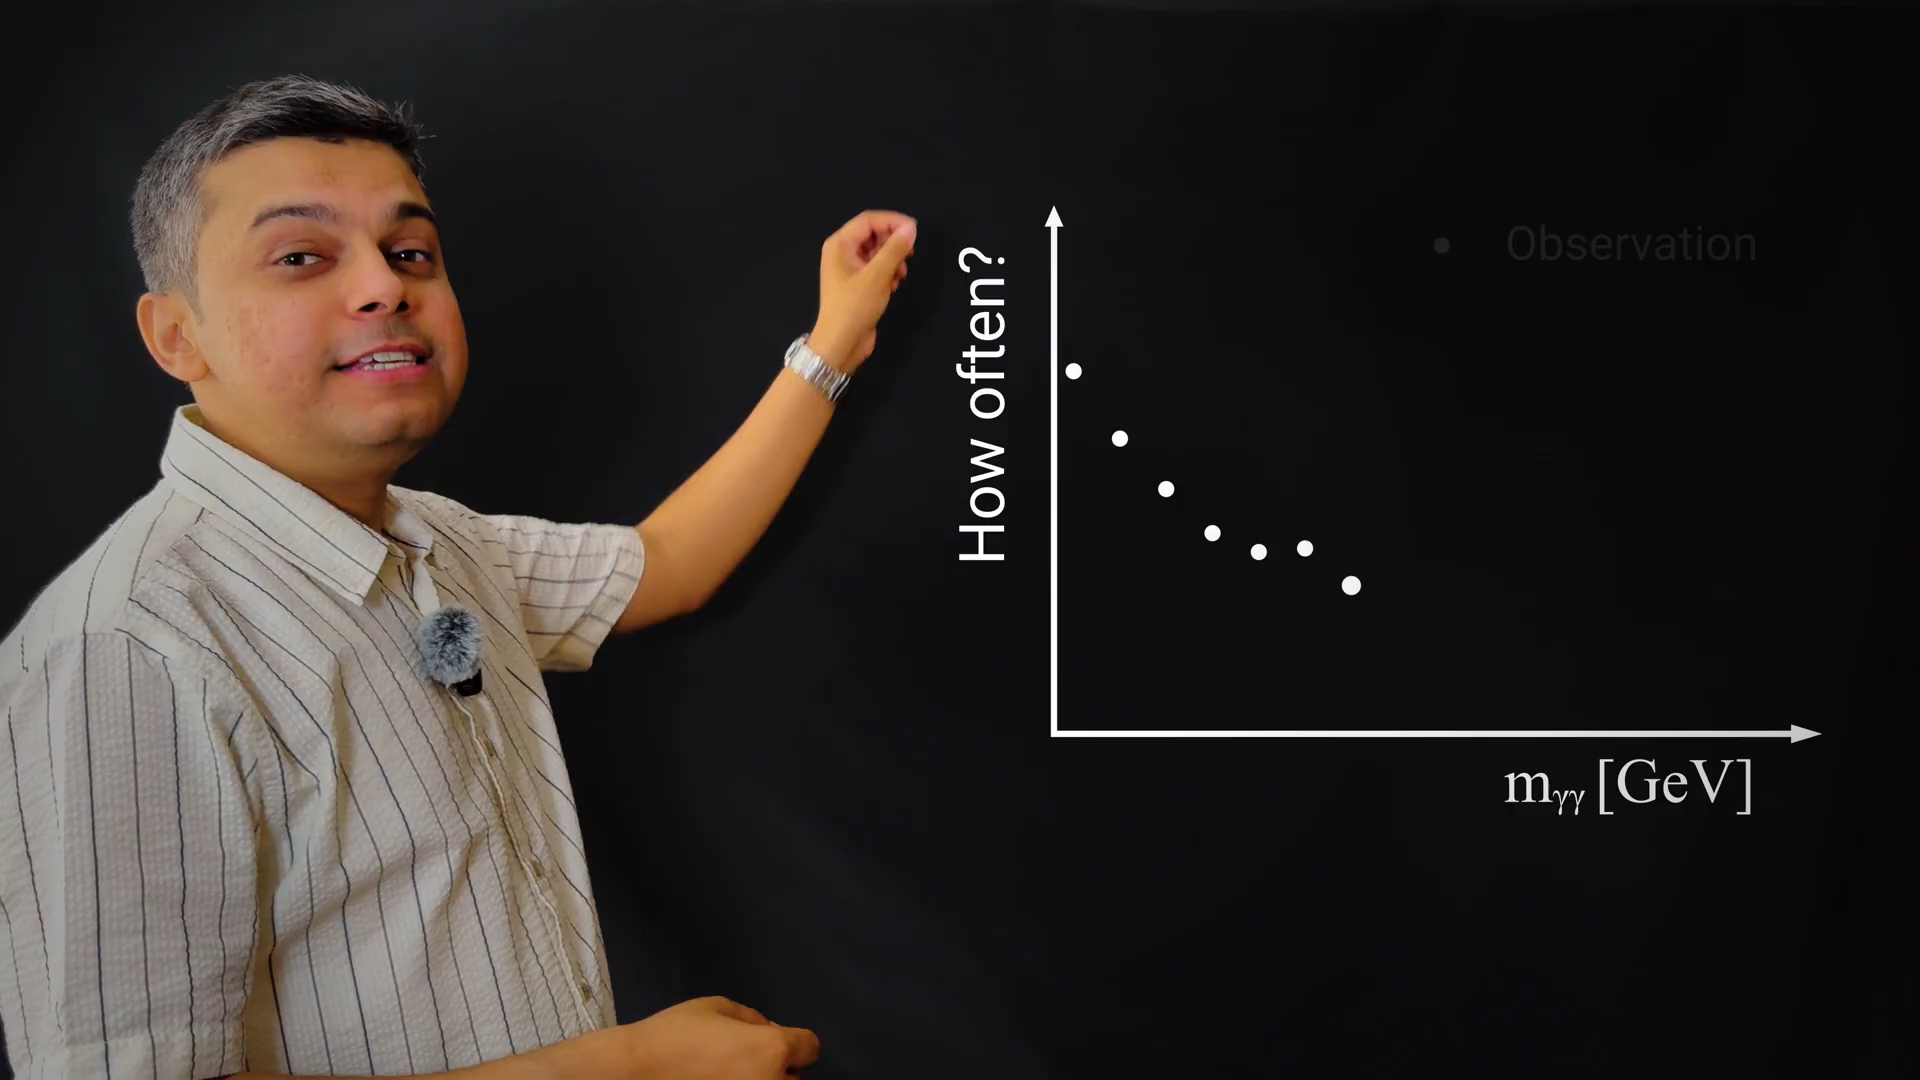 How often?
Observation
mγγ [GeV]